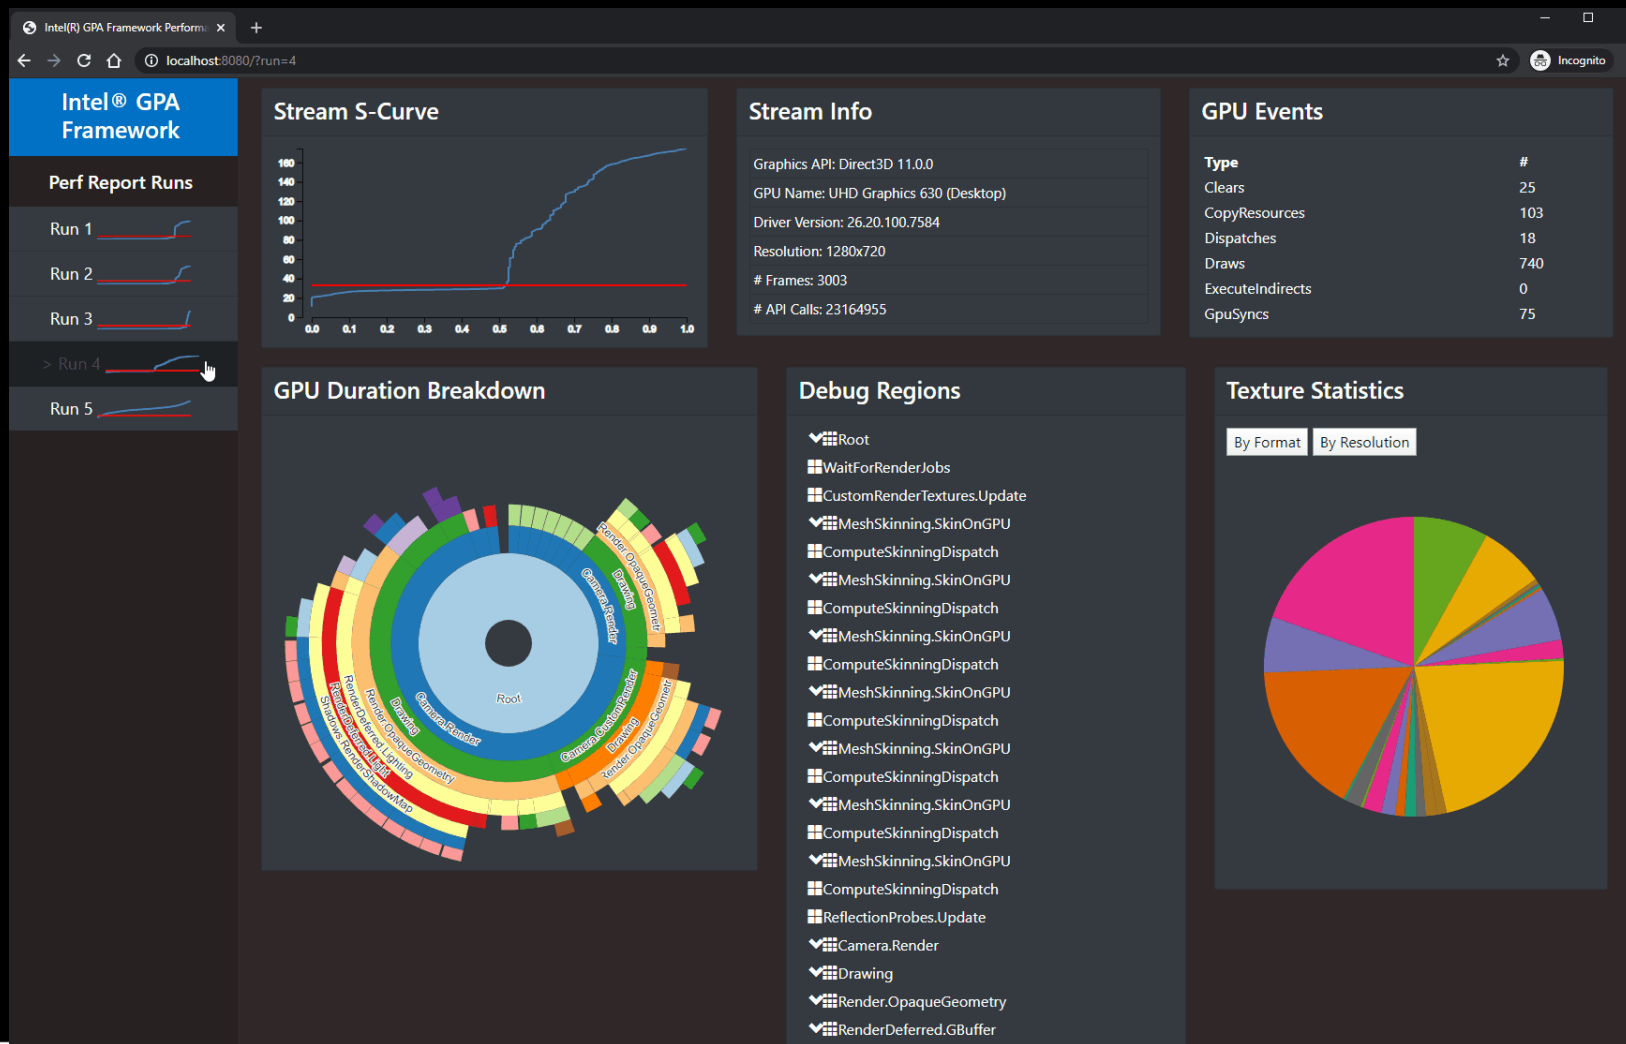 Intel(R) GPA Framework Performa
localhost:8080/?run=4
Incognito
Intel® GPA
Framework
Perf Report Runs
Run 1
Run 2
Run 3
> Run 4
Run 5
Stream S-Curve
160
140
120
100
80
60
40
20
0
0.0 0.1 0.2 0.3 0.4 0.5 0.6 0.7 0.8 0.9 1.0
Stream Info
Graphics API: Direct3D 11.0.0
GPU Name: UHD Graphics 630 (Desktop)
Driver Version: 26.20.100.7584
Resolution: 1280x720
# Frames: 3003
# API Calls: 23164955
GPU Events
Type #
Clears 25
CopyResources 103
Dispatches 18
Draws 740
ExecuteIndirects 0
GpuSyncs 75
GPU Duration Breakdown
Root
Camera.Render
Drawing
Render.OpaqueGeometr
Camera.CustomRender
Drawing
Render.OpaqueGeometr
Camera.Render
Drawing
Render.OpaqueGeometry
RenderDeferred.Lighting
RenderDeferred.Light
Shadows.RenderShadowMap
Debug Regions
Root
WaitForRenderJobs
CustomRenderTextures.Update
MeshSkinning.SkinOnGPU
ComputeSkinningDispatch
MeshSkinning.SkinOnGPU
ComputeSkinningDispatch
MeshSkinning.SkinOnGPU
ComputeSkinningDispatch
MeshSkinning.SkinOnGPU
ComputeSkinningDispatch
MeshSkinning.SkinOnGPU
ComputeSkinningDispatch
MeshSkinning.SkinOnGPU
ComputeSkinningDispatch
MeshSkinning.SkinOnGPU
ComputeSkinningDispatch
ReflectionProbes.Update
Camera.Render
Drawing
Render.OpaqueGeometry
RenderDeferred.GBuffer
Texture Statistics
By Format
By Resolution